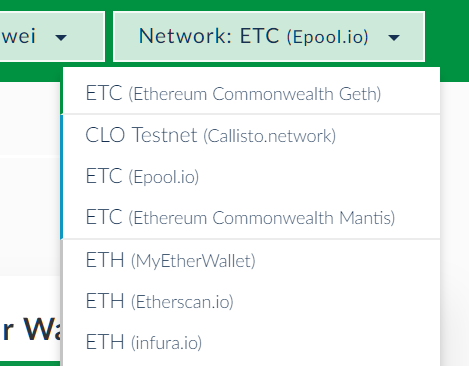 wei
Network: ETC (Epool.io)
ETC (Ethereum Commonwealth Geth)
CLO Testnet (Callisto.network)
ETC (Epool.io)
ETC (Ethereum Commonwealth Mantis)
ETH (MyEtherWallet)
ETH (Etherscan.io)
ETH (infura.io)
r Wa